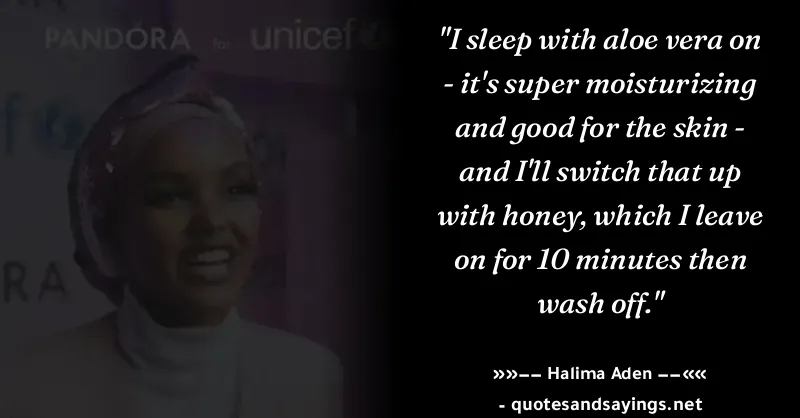 PANDÓRA for unicef
"I sleep with aloe vera on
- it's super moisturizing
and good for the skin -
and I'll switch that up
with honey, which I leave
on for 10 minutes then
wash off."
RA
»»–– Halima Aden ––««
- quotesandsayings.net